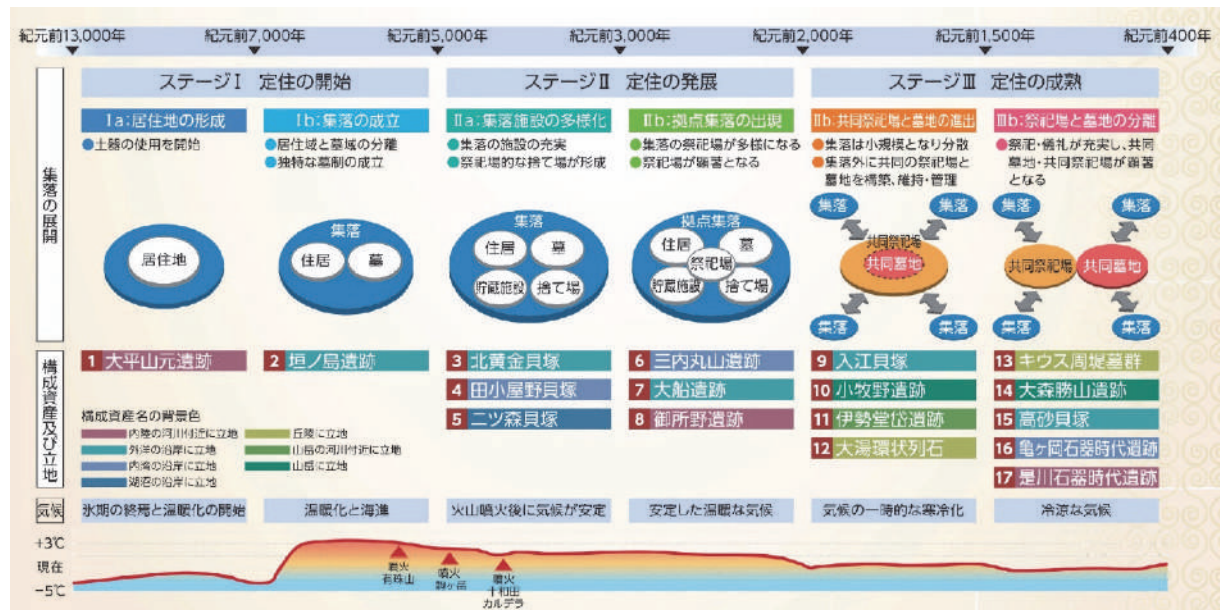 紀元前13,000年
紀元前7,000年
紀元前5,000年
紀元前3,000年
紀元前2,000年
紀元前1,500年
紀元前400年
ステージⅠ 定住の開始
ステージⅡ 定住の発展
ステージⅢ 定住の成熟
集落の展開
Ⅰa:居住地の形成
●土器の使用を開始
居住地
Ⅰb:集落の成立
●居住域と墓域の分離
●独特な墓制の成立
集落
住居
墓
Ⅱa:集落施設の多様化
●集落の施設の充実
●祭祀場的な捨て場が形成
集落
住居
墓
貯蔵施設
捨て場
Ⅱb:拠点集落の出現
●集落の祭祀場が多様になる
●祭祀場が顕著となる
拠点集落
住居
墓
祭祀場
貯蔵施設
捨て場
Ⅱb:共同祭祀場と墓地の進出
●集落は小規模となり分散
●集落外に共同の祭祀場と
墓地を構築、維持・管理
集落
集落
共同祭祀場
共同墓地
集落
集落
Ⅲb:祭祀場と墓地の分離
●祭祀・儀礼が充実し、共同
墓地・共同祭祀場が顕著
となる
集落
集落
共同祭祀場
共同墓地
集落
集落
構成資産及び立地
1 大平山元遺跡
2 垣ノ島遺跡
3 北黄金貝塚
4 田小屋野貝塚
5 二ツ森貝塚
6 三内丸山遺跡
7 大船遺跡
8 御所野遺跡
9 入江貝塚
10 小牧野遺跡
11 伊勢堂岱遺跡
12 大湯環状列石
13 キウス周堤墓群
14 大森勝山遺跡
15 高砂貝塚
16 亀ヶ岡石器時代遺跡
17 是川石器時代遺跡
構成資産名の背景色
内陸の河川付近に立地
外洋の沿岸に立地
内湾の沿岸に立地
湖沼の沿岸に立地
丘陵に立地
山岳の河川付近に立地
山岳に立地
気候
氷期の終焉と温暖化の開始
温暖化と海進
火山噴火後に気候が安定
安定した温暖な気候
気候の一時的な寒冷化
冷涼な気候
+3℃
現在
-5℃
噴火
有珠山
噴火
駒ヶ岳
噴火
十和田
カルデラ